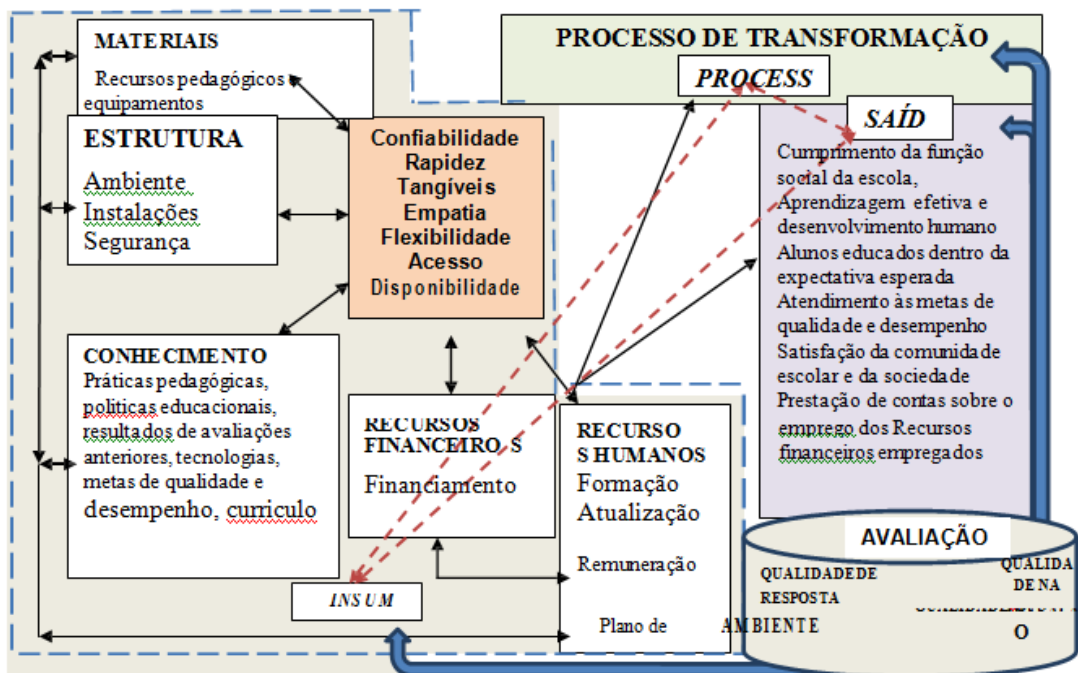 MATERIAIS
Recursos pedagógicos e
equipamentos
ESTRUTURA
Ambiente
Instalações
Segurança
Confiabilidade
Rapidez
Tangíveis
Empatia
Flexibilidade
Acesso
Disponibilidade
CONHECIMENTO
Práticas pedagógicas,
políticas educacionais,
resultados de avaliações
anteriores, tecnologias,
metas de qualidade e
desempenho, curriculo
RECURSOS
FINANCEIRO S
Financiamento
RECURSO
S HUMANOS
Formação
Atualização
Remuneração
Plano de
INSUM
PROCESSO DE TRANSFORMAÇÃO
PROCESS
SAÍD
Cumprimento da função
social da escola,
Aprendizagem efetiva e
desenvolvimento humano
Alunos educados dentro da
expectativa esperada
Atendimento às metas de
qualidade e desempenho
Satisfação da comunidade
escolar e da sociedade
Prestação de contas sobre o
emprego dos Recursos
financeiros empregados
AVALIAÇÃO
QUALIDADE DE
RESPOSTA
QUALIDA
DE NA
O
AMBIENTE